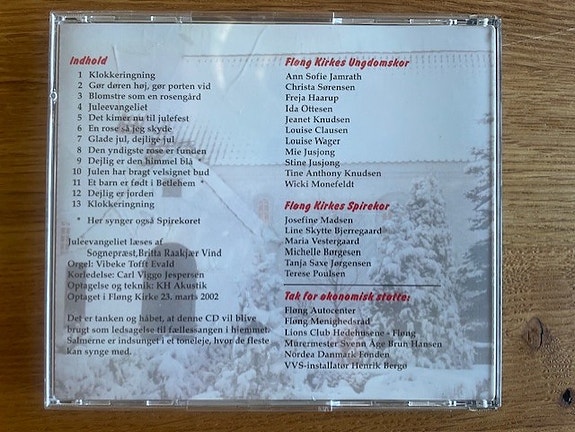 Indhold
1 Klokkeringning
2 Gør døren høj, gør porten vid
3 Blomstre som en rosengård
4 Juleevangeliet
5 Det kimer nu til julefest
6 En rose så jeg skyde
7 Glade jul, dejlige jul
8 Den yndigste rose er funden
9 Dejlig er den himmel blå
10 Julen har bragt velsignet bud
11 Et barn er født i Betlehem *
12 Dejlig er jorden
13 Klokkeringning
* Her synger også Spirekoret
Juleevangeliet læses af
Sognepræst,Britta Raakjær Vind
Orgel: Vibeke Tofft Evald
Korledelse: Carl Viggo Jespersen
Optagelse og teknik: KH Akustik
Optaget i Fløng Kirke 23. marts 2002
Det er tanken og håbet, at denne CD vil blive
brugt som ledsagelse til fællessangen i hjemmet.
Salmerne er indsunget i et toneleje, hvor de fleste
kan synge med.
Fløng Kirkes Ungdomskor
Ann Sofie Jamrath
Christa Sørensen
Freja Haarup
Ida Ottesen
Jeanet Knudsen
Louise Clausen
Louise Wager
Mie Jusjong
Stine Jusjong
Tine Anthony Knudsen
Wicki Monefeldt
Fløng Kirkes Spirekor
Josefine Madsen
Line Skytte Bjerregaard
Maria Vestergaard
Michelle Børgesen
Tanja Saxe Jørgensen
Terese Poulsen
Tak for økonomisk støtte:
Fløng Autocenter
Fløng Menighedsråd
Lions Club Hedehusene - Fløng
Murermester Svenn Åge Brun Hansen
Nordea Danmark Fonden
VVS-installatør Henrik Bergø